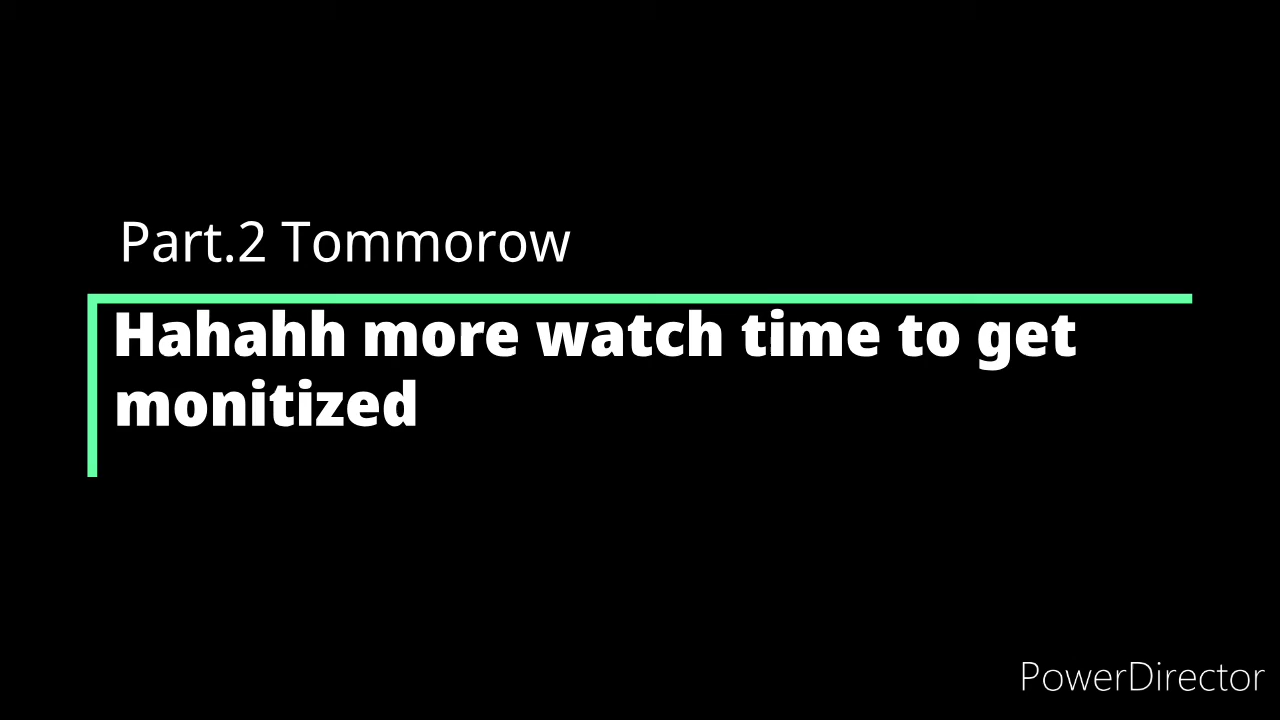 Part.2 Tommorow
Hahahh more watch time to get
monitized
PowerDirector